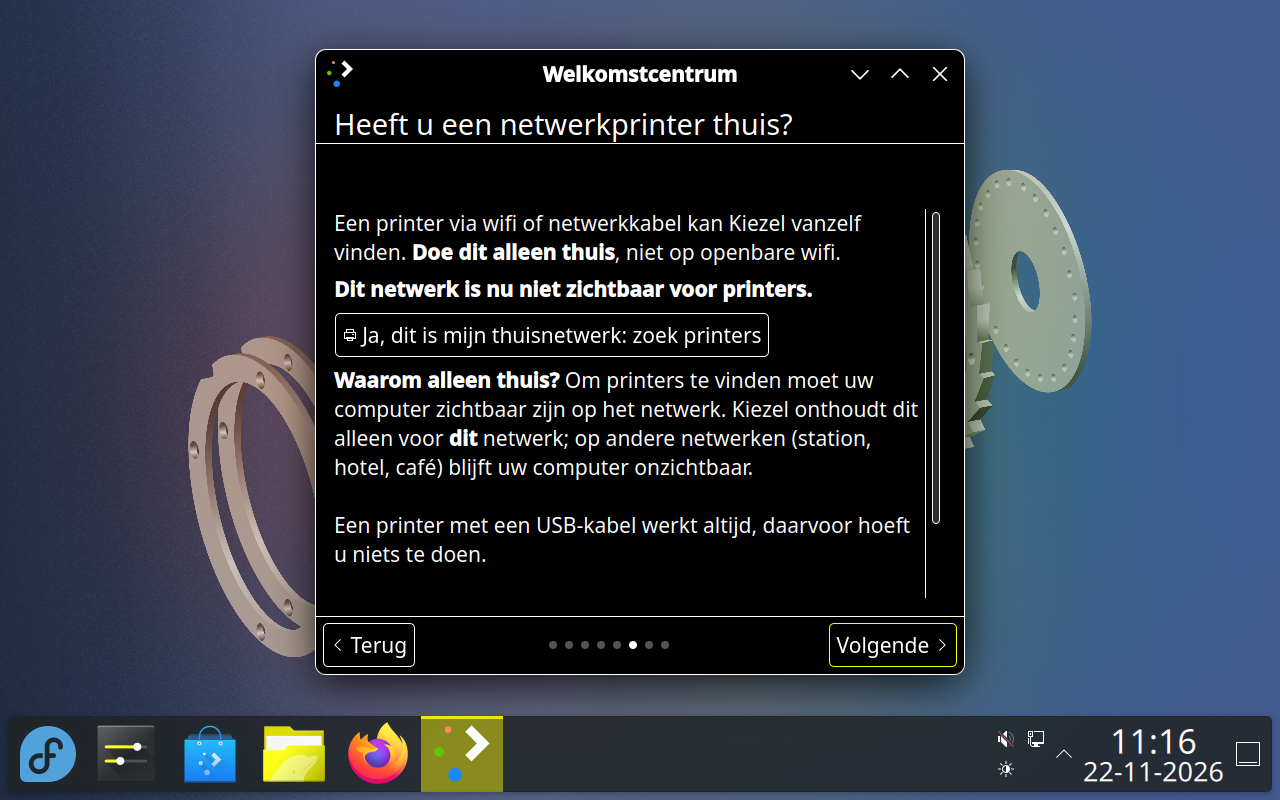 Welkomstcentrum
Heeft u een netwerkprinter thuis?
Een printer via wifi of netwerkkabel kan Kiezel vanzelf
vinden. Doe dit alleen thuis, niet op openbare wifi.
Dit netwerk is nu niet zichtbaar voor printers.
Ja, dit is mijn thuisnetwerk: zoek printers
Waarom alleen thuis? Om printers te vinden moet uw
computer zichtbaar zijn op het netwerk. Kiezel onthoudt dit
alleen voor dit netwerk; op andere netwerken (station,
hotel, café) blijft uw computer onzichtbaar.
Een printer met een USB-kabel werkt altijd, daarvoor hoeft
u niets te doen.
Terug
Volgende
11:16
22-11-2026